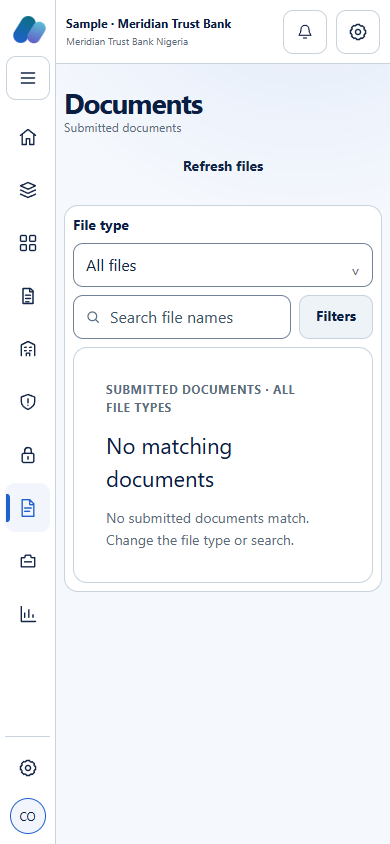 Sample · Meridian Trust Bank
Meridian Trust Bank Nigeria
Documents
Submitted documents
Refresh files
File type
All files
Search file names
Filters
SUBMITTED DOCUMENTS · ALL
FILE TYPES
No matching
documents
No submitted documents match.
Change the file type or search.
CO